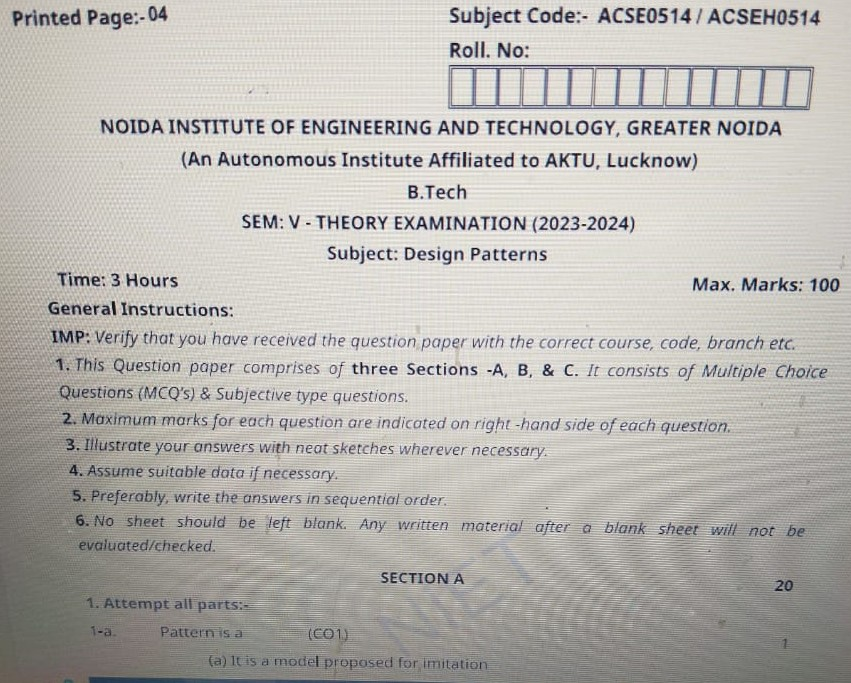 Printed Page:-04
Subject Code:- ACSE0514 / ACSEH0514
Roll. No:
NOIDA INSTITUTE OF ENGINEERING AND TECHNOLOGY, GREATER NOIDA
(An Autonomous Institute Affiliated to AKTU, Lucknow)
B.Tech
SEM: V - THEORY EXAMINATION (2023-2024)
Subject: Design Patterns
Time: 3 Hours
Max. Marks: 100
General Instructions:
IMP: Verify that you have received the question paper with the correct course, code, branch etc.
1. This Question paper comprises of three Sections -A, B, & C. It consists of Multiple Choice
Questions (MCQ's) & Subjective type questions.
2. Maximum marks for each question are indicated on right -hand side of each question.
3. Illustrate your answers with neat sketches wherever necessary.
4. Assume suitable data if necessary.
5. Preferably, write the answers in sequential order.
6. No sheet should be left blank. Any written material after a blank sheet will not be
evaluated/checked.
NIET
SECTION A
20
1. Attempt all parts:-
1-a. Pattern is a (CO1)
1
(a) It is a model proposed for imitation